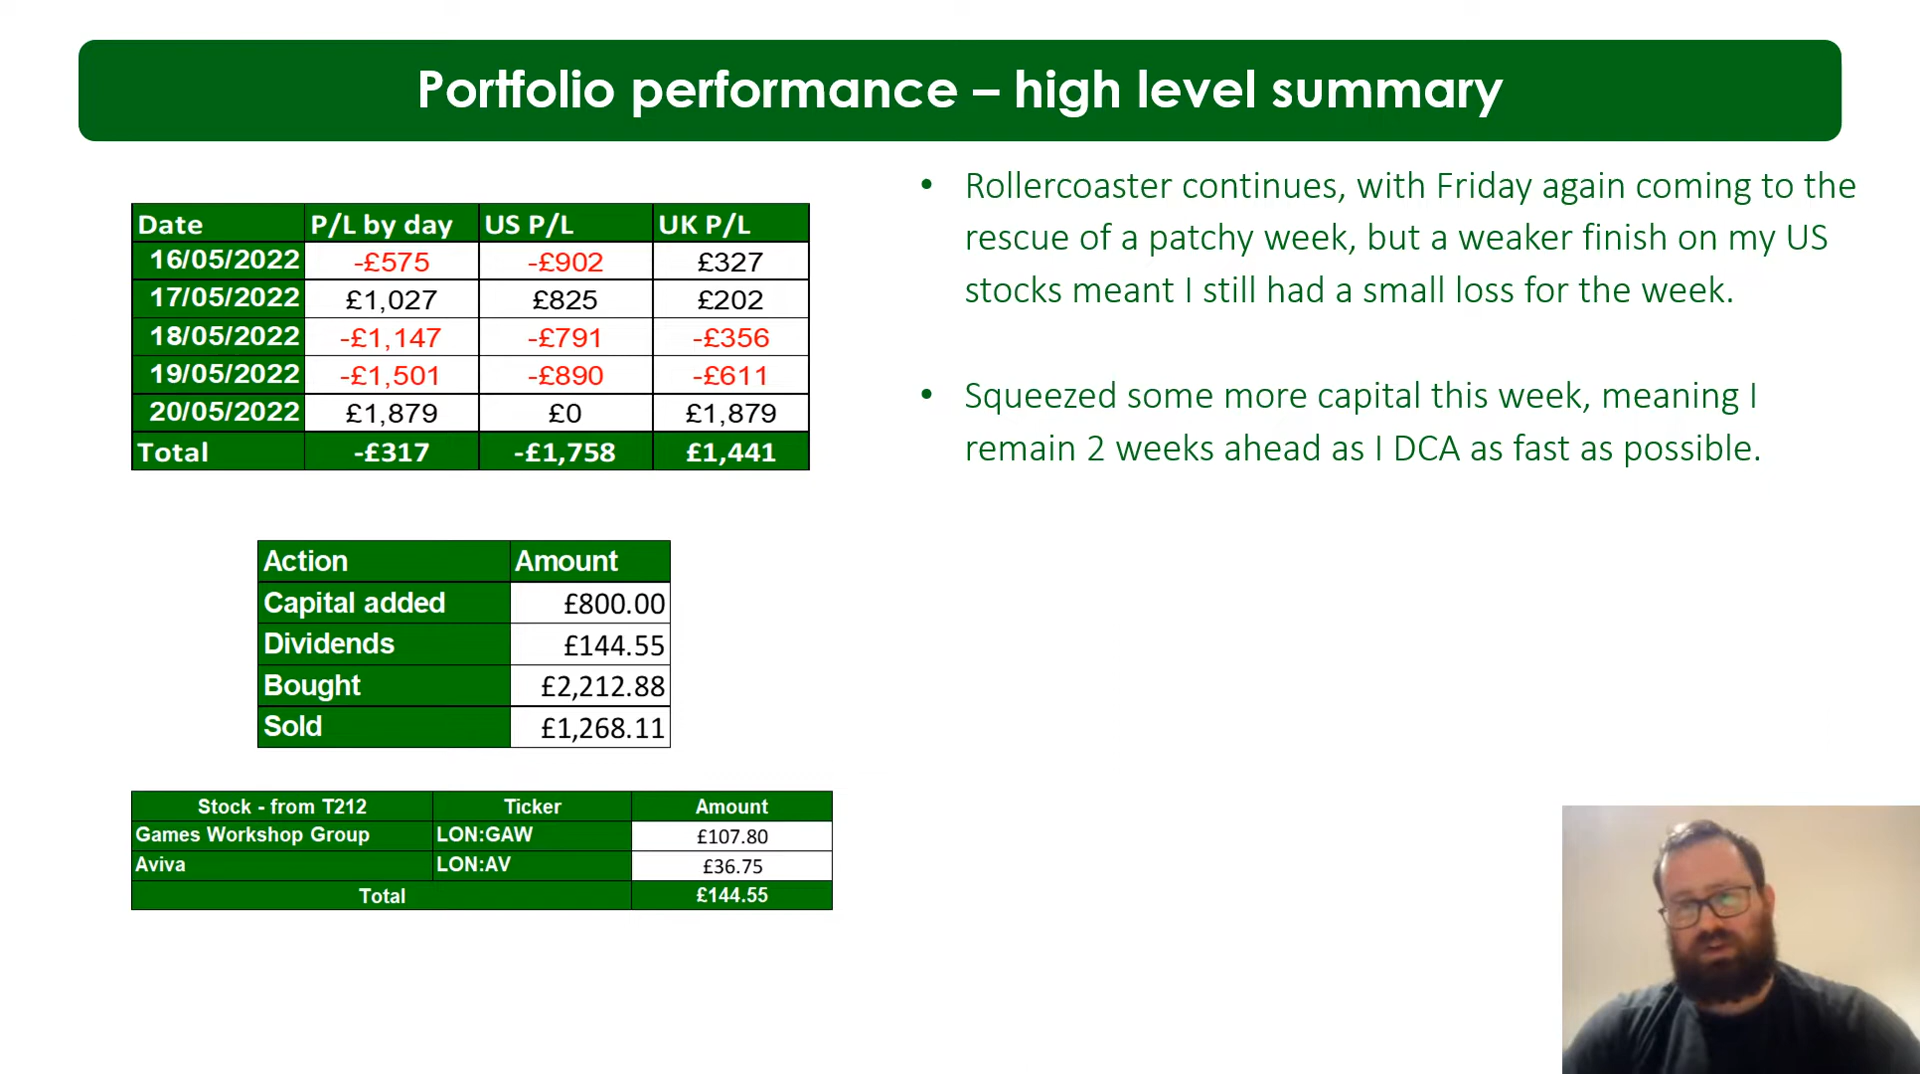 Portfolio performance – high level summary
Date P/L by day US P/L UK P/L
16/05/2022 -£575 -£902 £327
17/05/2022 £1,027 £825 £202
18/05/2022 -£1,147 -£791 -£356
19/05/2022 -£1,501 -£890 -£611
20/05/2022 £1,879 £0 £1,879
Total -£317 -£1,758 £1,441
Action Amount
Capital added £800.00
Dividends £144.55
Bought £2,212.88
Sold £1,268.11
Stock - from T212 Ticker Amount
Games Workshop Group LON:GAW £107.80
Aviva LON:AV £36.75
Total £144.55
• Rollercoaster continues, with Friday again coming to the
rescue of a patchy week, but a weaker finish on my US
stocks meant I still had a small loss for the week.
• Squeezed some more capital this week, meaning I
remain 2 weeks ahead as I DCA as fast as possible.